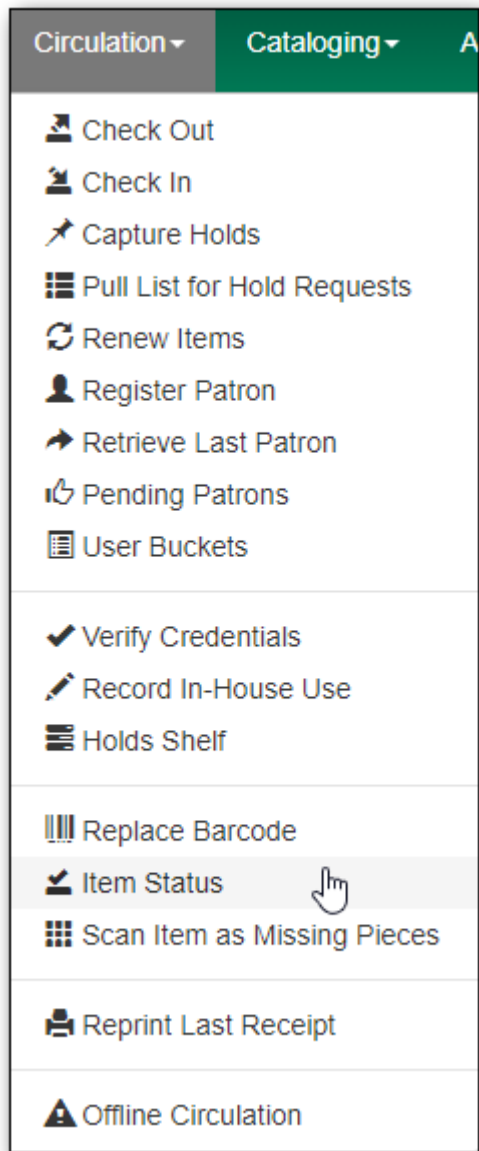 Circulation Cataloging A
Check Out
Check In
Capture Holds
Pull List for Hold Requests
Renew Items
Register Patron
Retrieve Last Patron
Pending Patrons
User Buckets
Verify Credentials
Record In-House Use
Holds Shelf
Replace Barcode
Item Status
Scan Item as Missing Pieces
Reprint Last Receipt
Offline Circulation